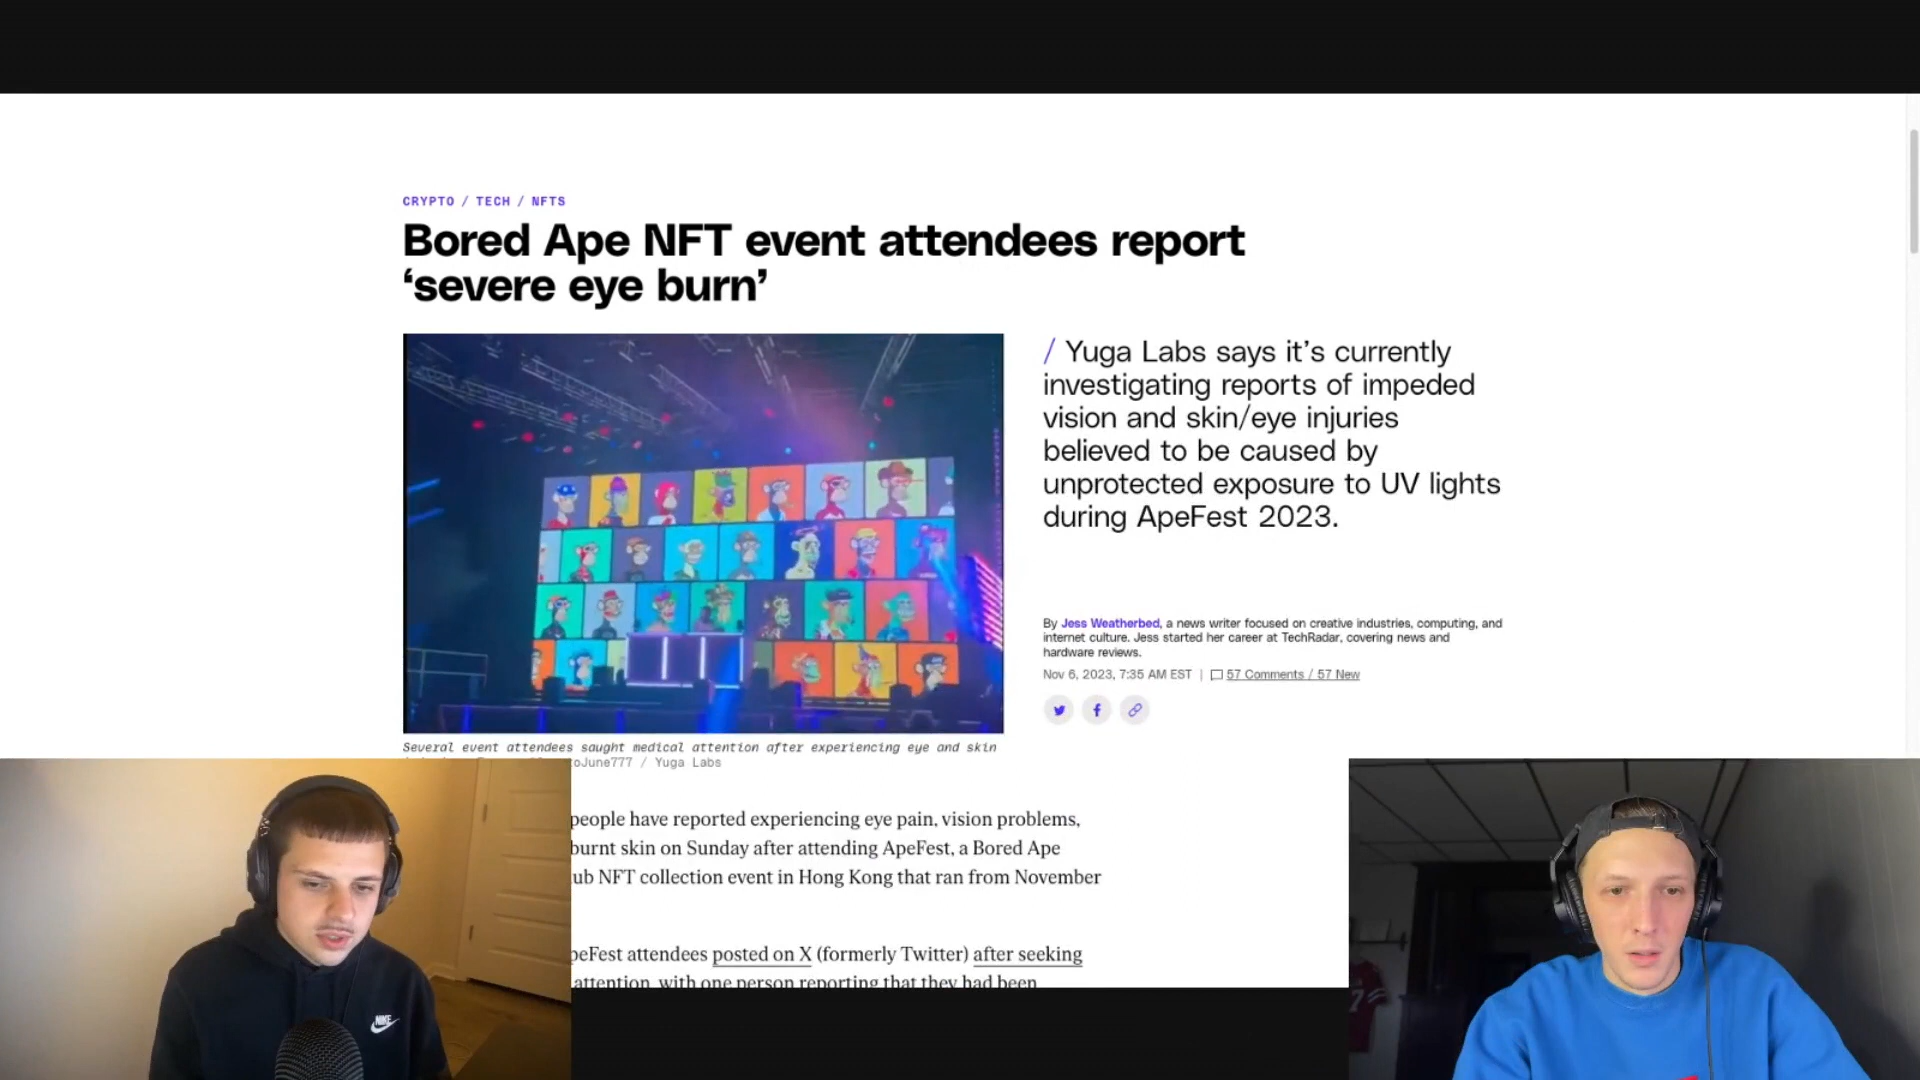 CRYPTO / TECH / NFTS
Bored Ape NFT event attendees report
‘severe eye burn’
/ Yuga Labs says it’s currently
investigating reports of impeded
vision and skin/eye injuries
believed to be caused by
unprotected exposure to UV lights
during ApeFest 2023.
By Jess Weatherbed, a news writer focused on creative industries, computing, and
internet culture. Jess started her career at TechRadar, covering news and
hardware reviews.
Nov 6, 2023, 7:35 AM EST | 57 Comments / 57 New
Several event attendees saught medical attention after experiencing eye and skin
oJune777 / Yuga Labs
people have reported experiencing eye pain, vision problems,
burnt skin on Sunday after attending ApeFest, a Bored Ape
ub NFT collection event in Hong Kong that ran from November
peFest attendees posted on X (formerly Twitter) after seeking
attention, with one person reporting that they had been
NIKE
7